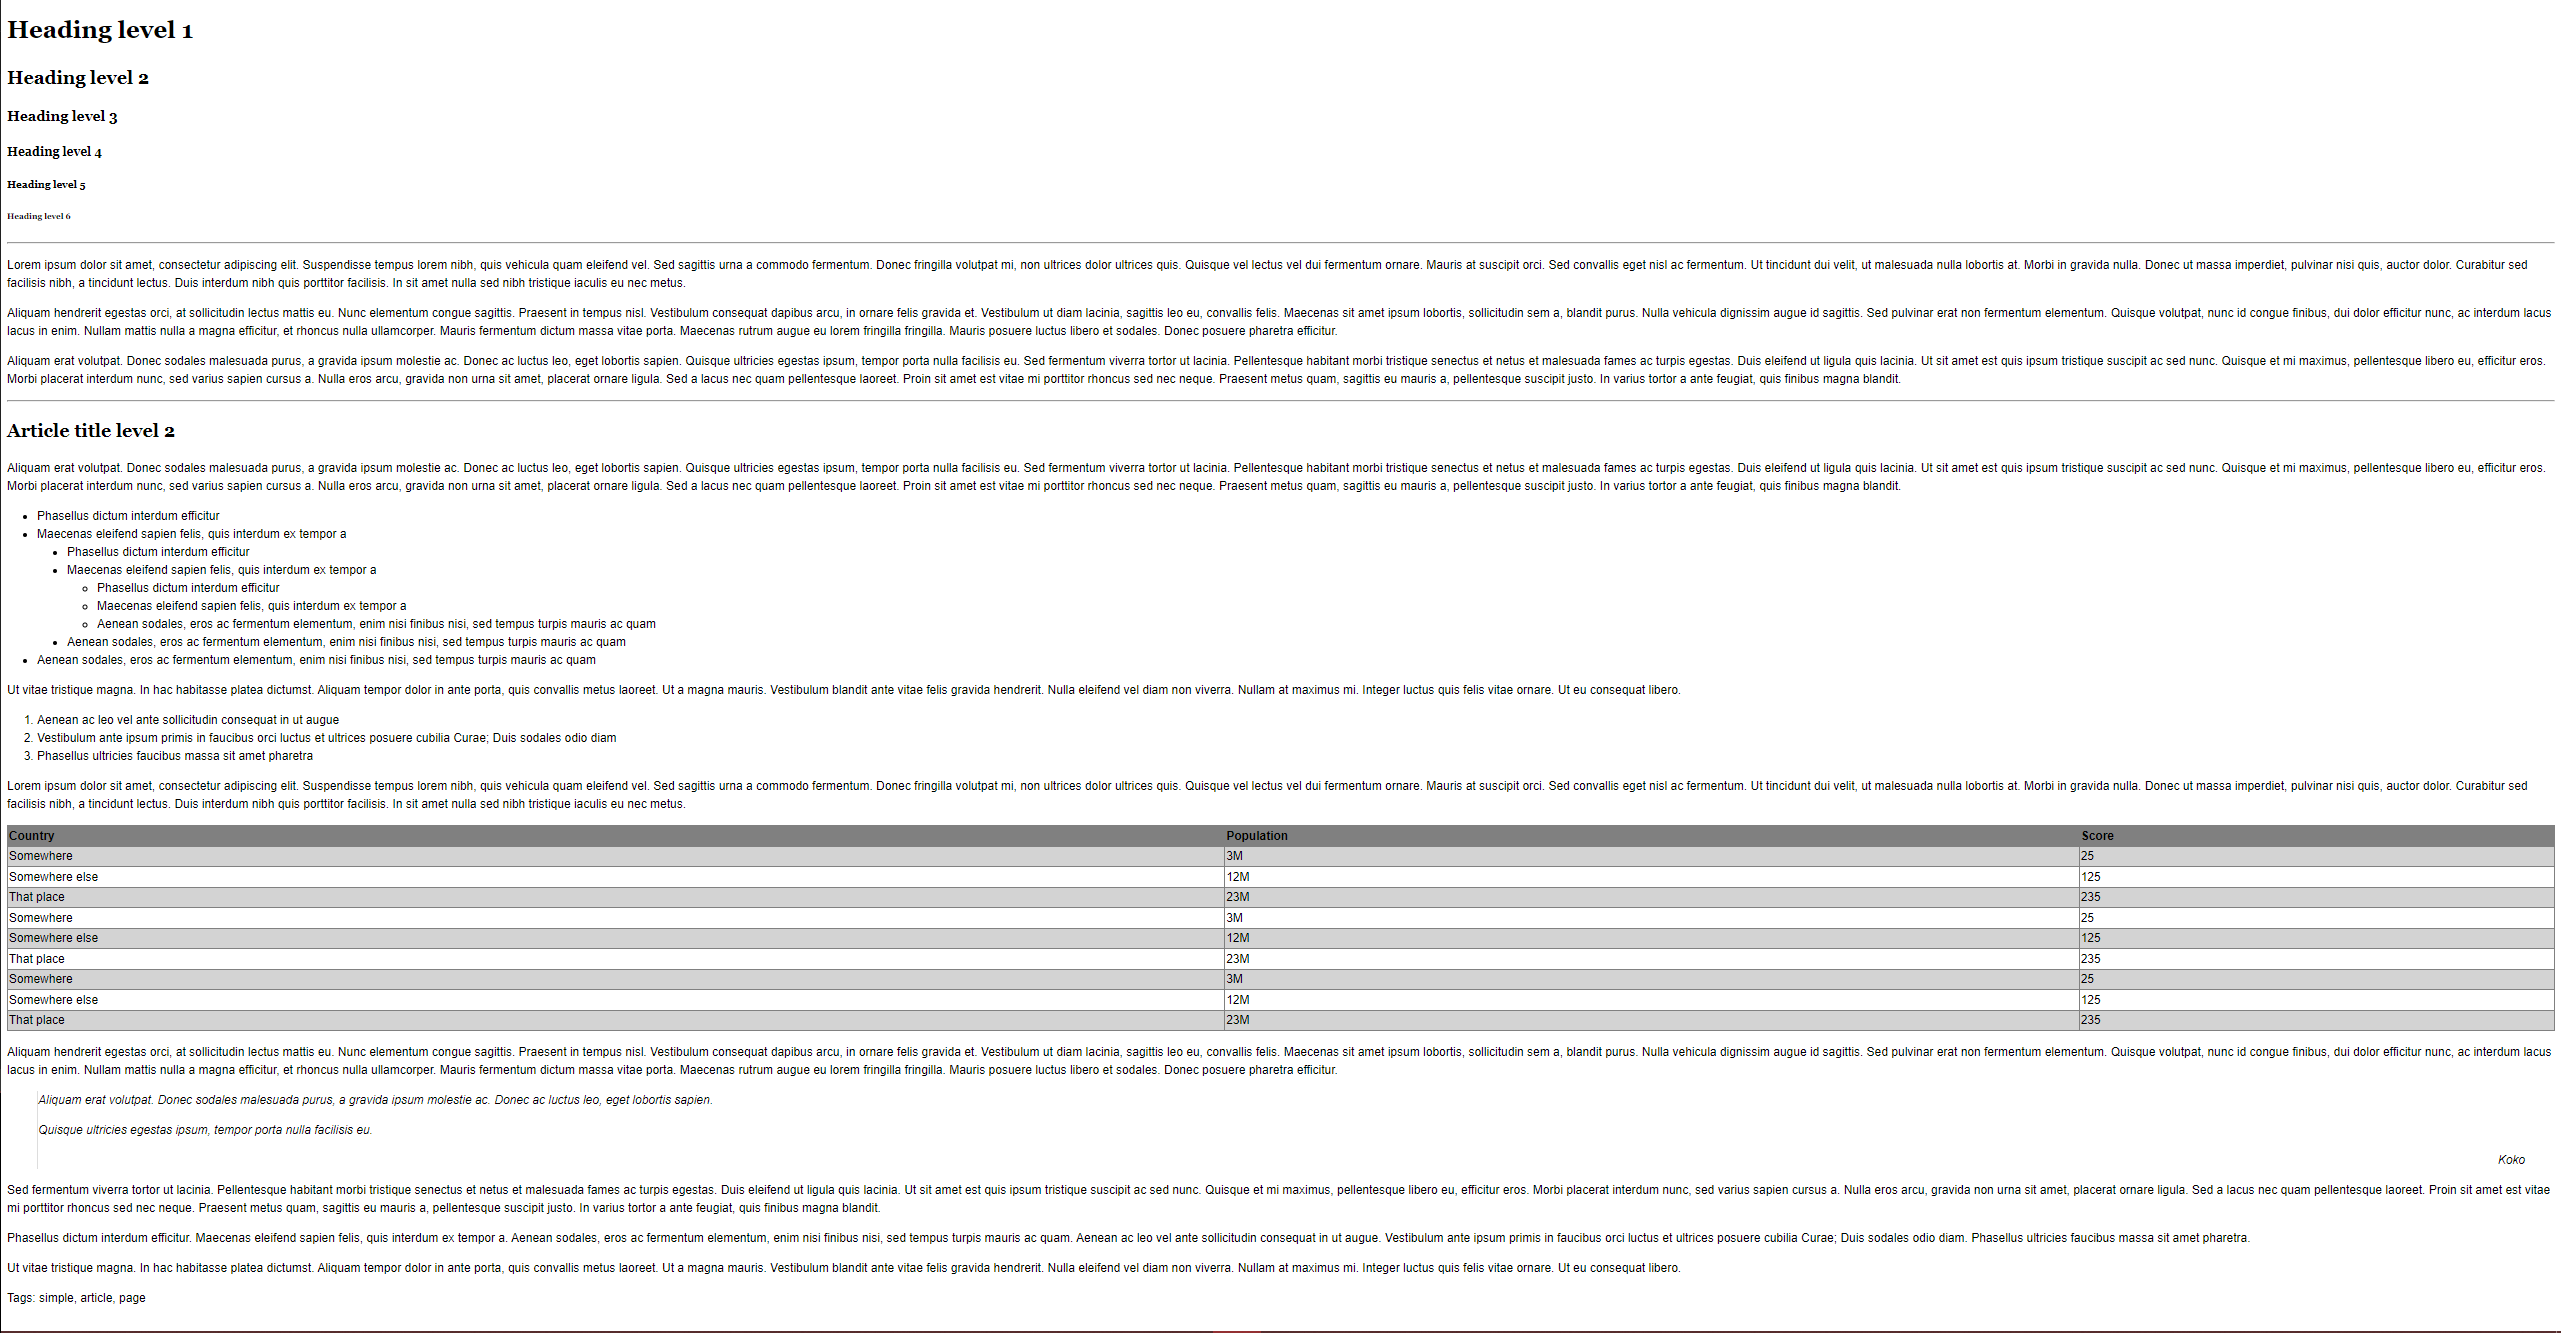 Heading level 1
Heading level 2
Heading level 3
Heading level 4
Heading level 5
Heading level 6
Lorem ipsum dolor sit amet, consectetur adipiscing elit. Suspendisse tempus lorem nibh, quis vehicula quam eleifend vel. Sed sagittis urna a commodo fermentum. Donec fringilla volutpat mi, non ultrices dolor ultrices quis. Quisque vel lectus vel dui fermentum ornare. Mauris at suscipit orci. Sed convallis eget nisl ac fermentum. Ut tincidunt dui velit, ut malesuada nulla lobortis at. Morbi in gravida nulla. Donec ut massa imperdiet, pulvinar nisi quis, auctor dolor. Curabitur sed
facilisis nibh, a tincidunt lectus. Duis interdum nibh quis porttitor facilisis. In sit amet nulla sed nibh tristique iaculis eu nec metus.
Aliquam hendrerit egestas orci, at sollicitudin lectus mattis eu. Nunc elementum congue sagittis. Praesent in tempus nisl. Vestibulum consequat dapibus arcu, in ornare felis gravida et. Vestibulum ut diam lacinia, sagittis leo eu, convallis felis. Maecenas sit amet ipsum lobortis, sollicitudin sem a, blandit purus. Nulla vehicula dignissim augue id sagittis. Sed pulvinar erat non fermentum elementum. Quisque volutpat, nunc id congue finibus, dui dolor efficitur nunc, ac interdum lacus
lacus in enim. Nullam mattis nulla a magna efficitur, et rhoncus nulla ullamcorper. Mauris fermentum dictum massa vitae porta. Maecenas rutrum augue eu lorem fringilla fringilla. Mauris posuere luctus libero et sodales. Donec posuere pharetra efficitur.
Aliquam erat volutpat. Donec sodales malesuada purus, a gravida ipsum molestie ac. Donec ac luctus leo, eget lobortis sapien. Quisque ultricies egestas ipsum, tempor porta nulla facilisis eu. Sed fermentum viverra tortor ut lacinia. Pellentesque habitant morbi tristique senectus et netus et malesuada fames ac turpis egestas. Duis eleifend ut ligula quis lacinia. Ut sit amet est quis ipsum tristique suscipit ac sed nunc. Quisque et mi maximus, pellentesque libero eu, efficitur eros.
Morbi placerat interdum nunc, sed varius sapien cursus a. Nulla eros arcu, gravida non urna sit amet, placerat ornare ligula. Sed a lacus nec quam pellentesque laoreet. Proin sit amet est vitae mi porttitor rhoncus sed nec neque. Praesent metus quam, sagittis eu mauris a, pellentesque suscipit justo. In varius tortor a ante feugiat, quis finibus magna blandit.
Article title level 2
Aliquam erat volutpat. Donec sodales malesuada purus, a gravida ipsum molestie ac. Donec ac luctus leo, eget lobortis sapien. Quisque ultricies egestas ipsum, tempor porta nulla facilisis eu. Sed fermentum viverra tortor ut lacinia. Pellentesque habitant morbi tristique senectus et netus et malesuada fames ac turpis egestas. Duis eleifend ut ligula quis lacinia. Ut sit amet est quis ipsum tristique suscipit ac sed nunc. Quisque et mi maximus, pellentesque libero eu, efficitur eros.
Morbi placerat interdum nunc, sed varius sapien cursus a. Nulla eros arcu, gravida non urna sit amet, placerat ornare ligula. Sed a lacus nec quam pellentesque laoreet. Proin sit amet est vitae mi porttitor rhoncus sed nec neque. Praesent metus quam, sagittis eu mauris a, pellentesque suscipit justo. In varius tortor a ante feugiat, quis finibus magna blandit.
• Phasellus dictum interdum efficitur
• Maecenas eleifend sapien felis, quis interdum ex tempor a
• Phasellus dictum interdum efficitur
• Maecenas eleifend sapien felis, quis interdum ex tempor a
◦ Phasellus dictum interdum efficitur
◦ Maecenas eleifend sapien felis, quis interdum ex tempor a
◦ Aenean sodales, eros ac fermentum elementum, enim nisi finibus nisi, sed tempus turpis mauris ac quam
• Aenean sodales, eros ac fermentum elementum, enim nisi finibus nisi, sed tempus turpis mauris ac quam
• Aenean sodales, eros ac fermentum elementum, enim nisi finibus nisi, sed tempus turpis mauris ac quam
Ut vitae tristique magna. In hac habitasse platea dictumst. Aliquam tempor dolor in ante porta, quis convallis metus laoreet. Ut a magna mauris. Vestibulum blandit ante vitae felis gravida hendrerit. Nulla eleifend vel diam non viverra. Nullam at maximus mi. Integer luctus quis felis vitae ornare. Ut eu consequat libero.
1. Aenean ac leo vel ante sollicitudin consequat in ut augue
2. Vestibulum ante ipsum primis in faucibus orci luctus et ultrices posuere cubilia Curae; Duis sodales odio diam
3. Phasellus ultricies faucibus massa sit amet pharetra
Lorem ipsum dolor sit amet, consectetur adipiscing elit. Suspendisse tempus lorem nibh, quis vehicula quam eleifend vel. Sed sagittis urna a commodo fermentum. Donec fringilla volutpat mi, non ultrices dolor ultrices quis. Quisque vel lectus vel dui fermentum ornare. Mauris at suscipit orci. Sed convallis eget nisl ac fermentum. Ut tincidunt dui velit, ut malesuada nulla lobortis at. Morbi in gravida nulla. Donec ut massa imperdiet, pulvinar nisi quis, auctor dolor. Curabitur sed
facilisis nibh, a tincidunt lectus. Duis interdum nibh quis porttitor facilisis. In sit amet nulla sed nibh tristique iaculis eu nec metus.
Country Population Score
Somewhere 3M 25
Somewhere else 12M 125
That place 23M 235
Somewhere 3M 25
Somewhere else 12M 125
That place 23M 235
Somewhere 3M 25
Somewhere else 12M 125
That place 23M 235
Aliquam hendrerit egestas orci, at sollicitudin lectus mattis eu. Nunc elementum congue sagittis. Praesent in tempus nisl. Vestibulum consequat dapibus arcu, in ornare felis gravida et. Vestibulum ut diam lacinia, sagittis leo eu, convallis felis. Maecenas sit amet ipsum lobortis, sollicitudin sem a, blandit purus. Nulla vehicula dignissim augue id sagittis. Sed pulvinar erat non fermentum elementum. Quisque volutpat, nunc id congue finibus, dui dolor efficitur nunc, ac interdum lacus
lacus in enim. Nullam mattis nulla a magna efficitur, et rhoncus nulla ullamcorper. Mauris fermentum dictum massa vitae porta. Maecenas rutrum augue eu lorem fringilla fringilla. Mauris posuere luctus libero et sodales. Donec posuere pharetra efficitur.
Aliquam erat volutpat. Donec sodales malesuada purus, a gravida ipsum molestie ac. Donec ac luctus leo, eget lobortis sapien.
Quisque ultricies egestas ipsum, tempor porta nulla facilisis eu.
Koko
Sed fermentum viverra tortor ut lacinia. Pellentesque habitant morbi tristique senectus et netus et malesuada fames ac turpis egestas. Duis eleifend ut ligula quis lacinia. Ut sit amet est quis ipsum tristique suscipit ac sed nunc. Quisque et mi maximus, pellentesque libero eu, efficitur eros. Morbi placerat interdum nunc, sed varius sapien cursus a. Nulla eros arcu, gravida non urna sit amet, placerat ornare ligula. Sed a lacus nec quam pellentesque laoreet. Proin sit amet est vitae
mi porttitor rhoncus sed nec neque. Praesent metus quam, sagittis eu mauris a, pellentesque suscipit justo. In varius tortor a ante feugiat, quis finibus magna blandit.
Phasellus dictum interdum efficitur. Maecenas eleifend sapien felis, quis interdum ex tempor a. Aenean sodales, eros ac fermentum elementum, enim nisi finibus nisi, sed tempus turpis mauris ac quam. Aenean ac leo vel ante sollicitudin consequat in ut augue. Vestibulum ante ipsum primis in faucibus orci luctus et ultrices posuere cubilia Curae; Duis sodales odio diam. Phasellus ultricies faucibus massa sit amet pharetra.
Ut vitae tristique magna. In hac habitasse platea dictumst. Aliquam tempor dolor in ante porta, quis convallis metus laoreet. Ut a magna mauris. Vestibulum blandit ante vitae felis gravida hendrerit. Nulla eleifend vel diam non viverra. Nullam at maximus mi. Integer luctus quis felis vitae ornare. Ut eu consequat libero.
Tags: simple, article, page